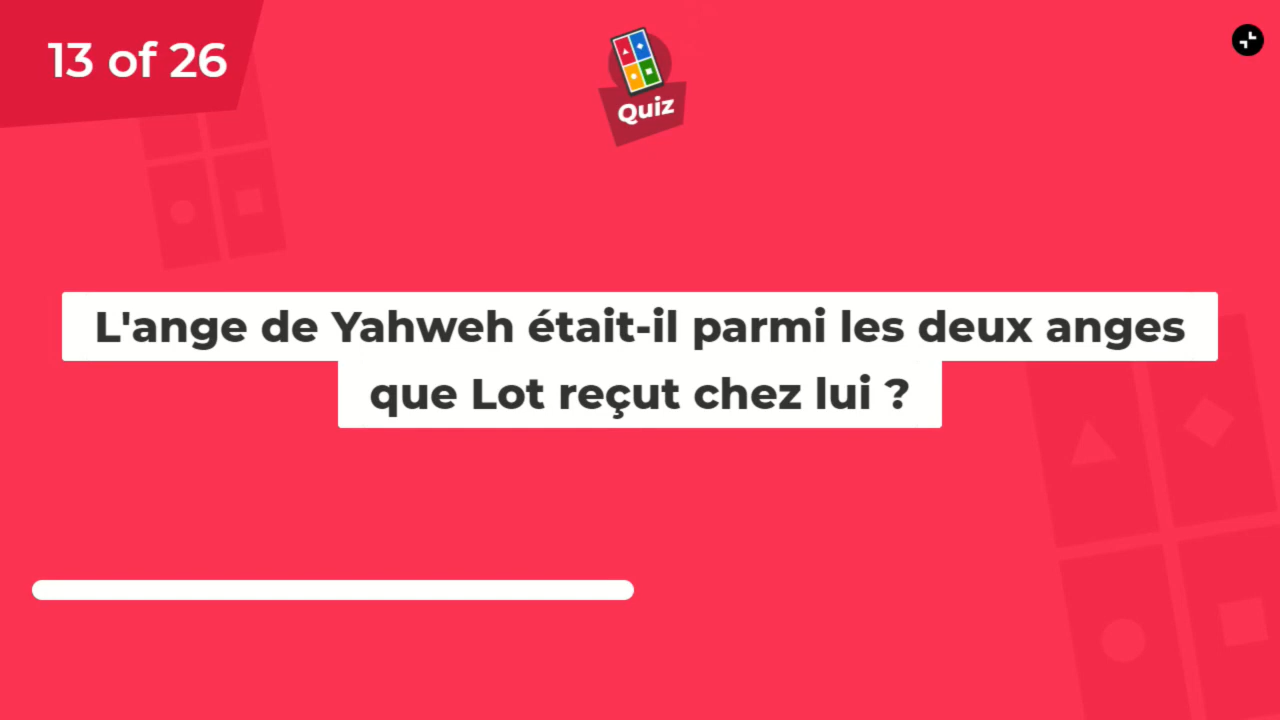 13 of 26
Quiz
L'ange de Yahweh était-il parmi les deux anges
que Lot reçut chez lui ?